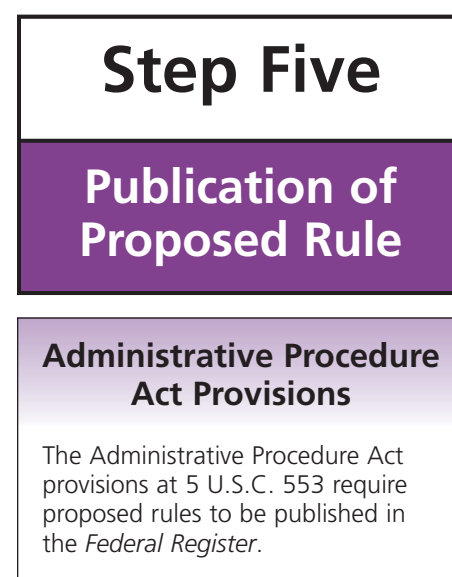 Step Five
Publication of
Proposed Rule
Administrative Procedure
Act Provisions
The Administrative Procedure Act
provisions at 5 U.S.C. 553 require
proposed rules to be published in
the Federal Register.